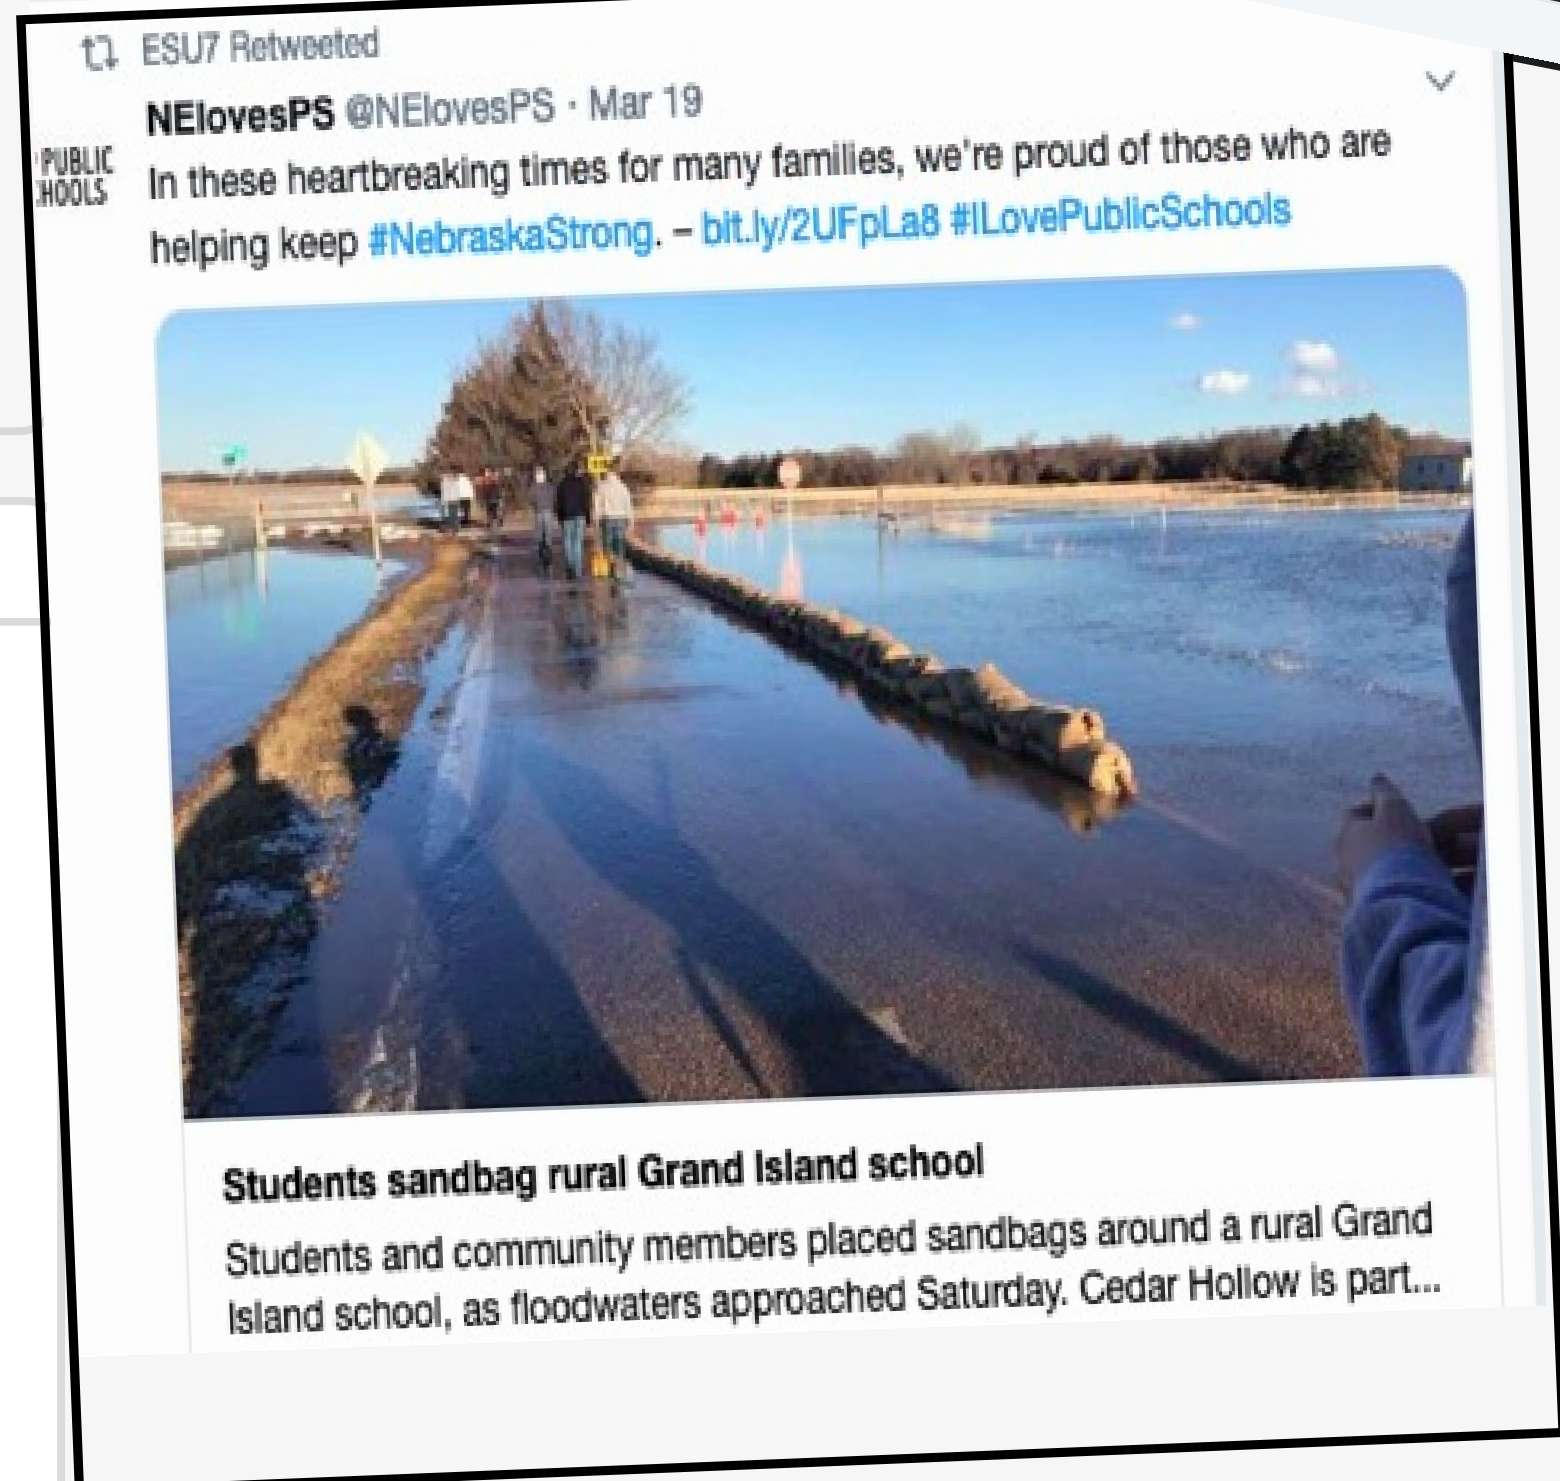 ESU7 Retweeted
NElovesPS @NElovesPS · Mar 19
PUBLIC
HOOLS
In these heartbreaking times for many families, we're proud of those who are
helping keep #NebraskaStrong. – bit.ly/2UFpLa8 #ILovePublicSchools
Students sandbag rural Grand Island school
Students and community members placed sandbags around a rural Grand
Island school, as floodwaters approached Saturday. Cedar Hollow is part...